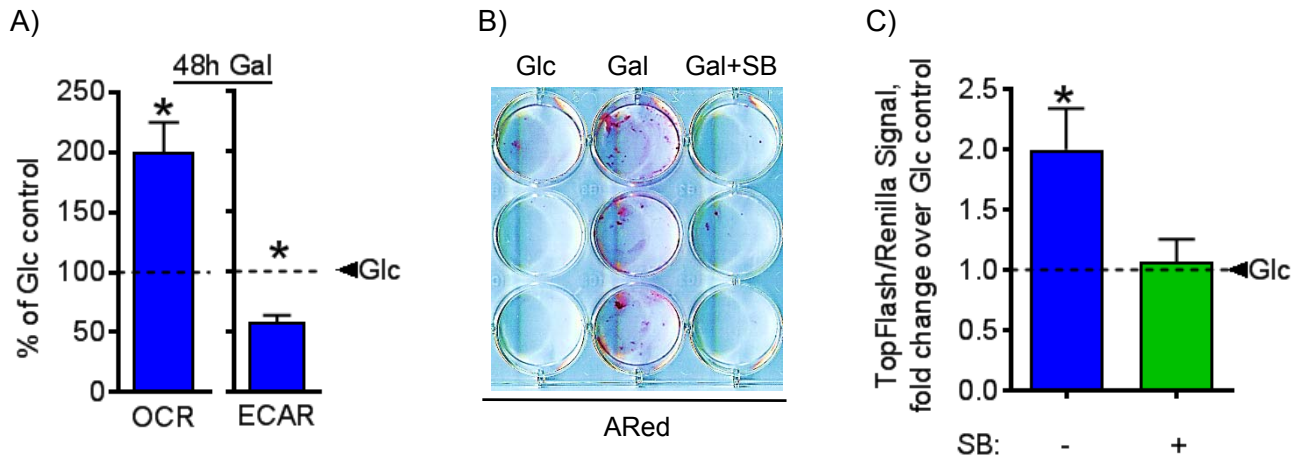 A)
48h Gal
% of Glc control
250
200
150
100
50
0
*
*
Glc
OCR
ECAR
B)
Glc Gal Gal+SB
ARed
C)
TopFlash/Renilla Signal,
fold change over Glc control
2.5
2.0
1.5
1.0
0.5
0.0
*
Glc
SB: - +